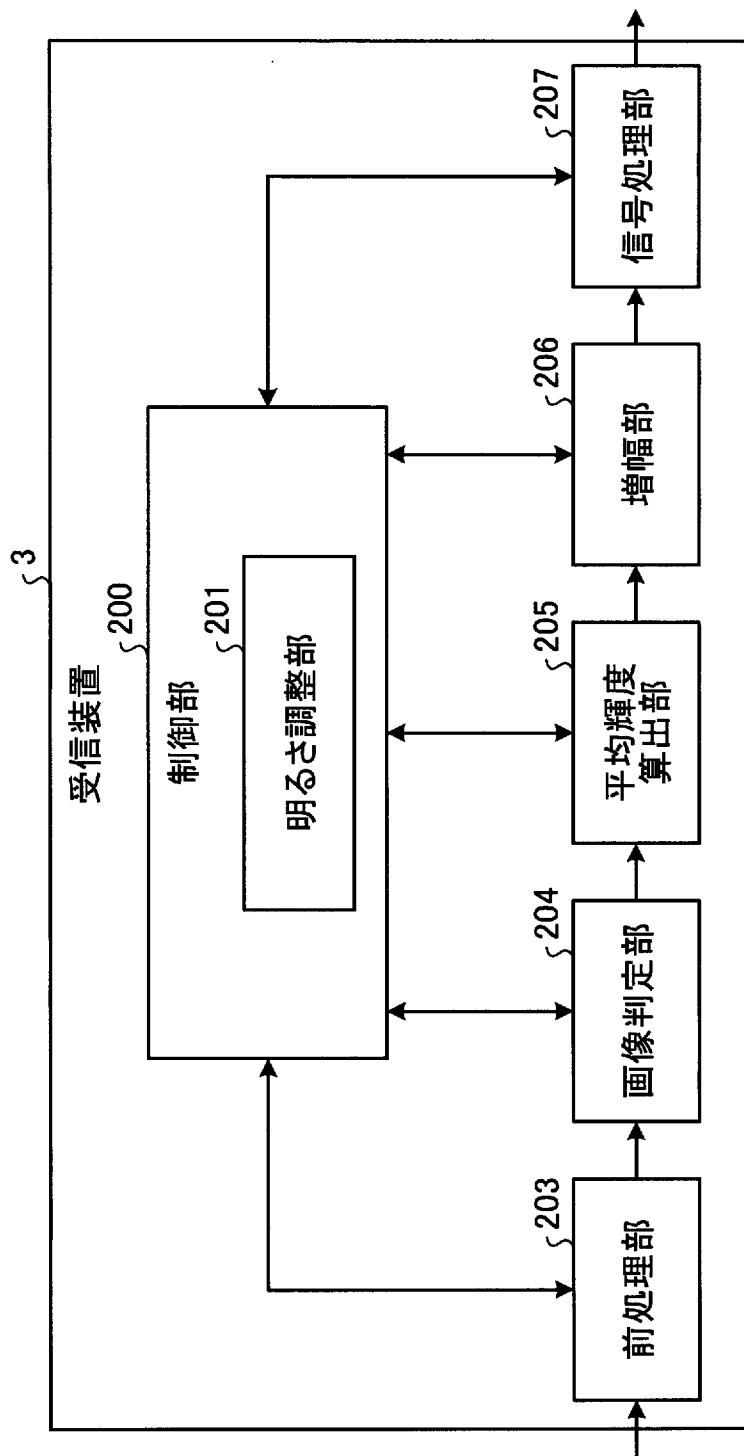 3
受信装置
200
制御部
201
明るさ調整部
203
前処理部
204
画像判定部
205
平均輝度
算出部
206
増幅部
207
信号処理部